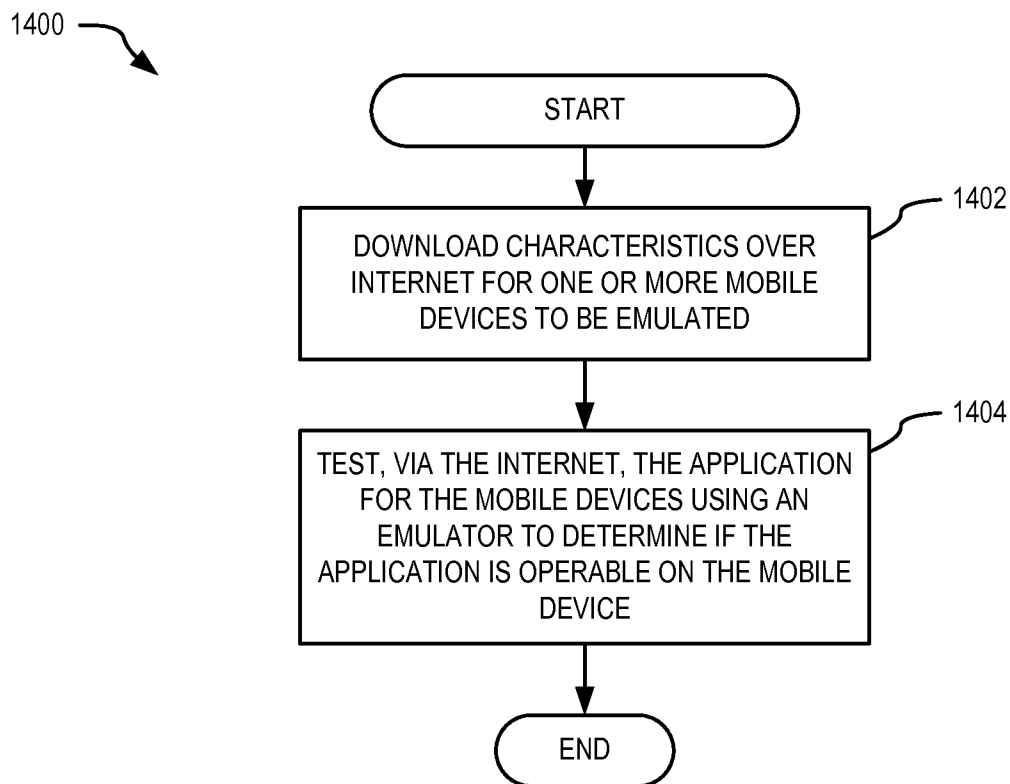 1400
START
1402
DOWNLOAD CHARACTERISTICS OVER
INTERNET FOR ONE OR MORE MOBILE
DEVICES TO BE EMULATED
1404
TEST, VIA THE INTERNET, THE APPLICATION
FOR THE MOBILE DEVICES USING AN
EMULATOR TO DETERMINE IF THE
APPLICATION IS OPERABLE ON THE MOBILE
DEVICE
END